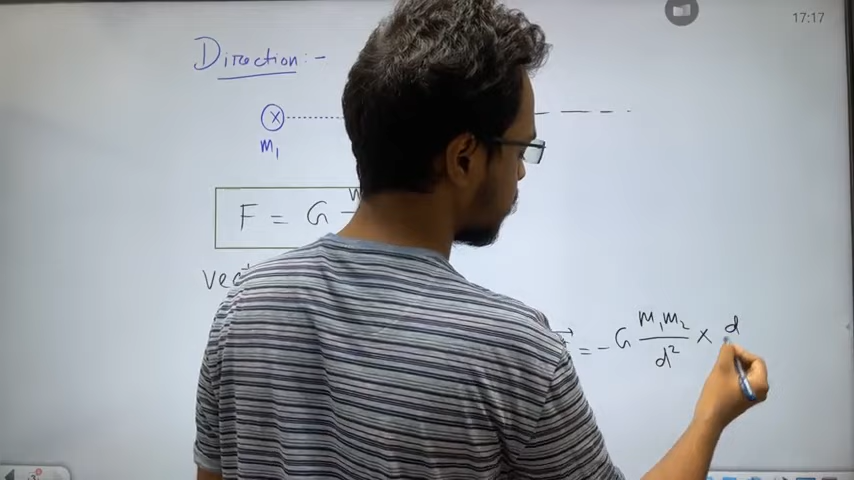 17:17
Direction :-
x
m₁
F = G
vec
= - G m₁m₂/d² × d